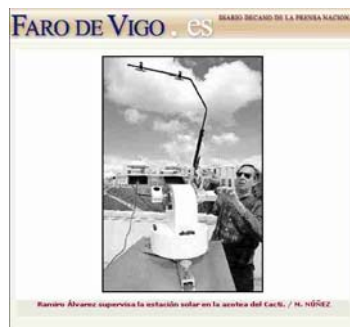 FARO DE VIGO.es
DIARIO DECANO DE LA PRENSA NACIONAL
Ramiro Álvarez supervisa la estación solar en la azotea del Cacti. / M. NÚÑEZ